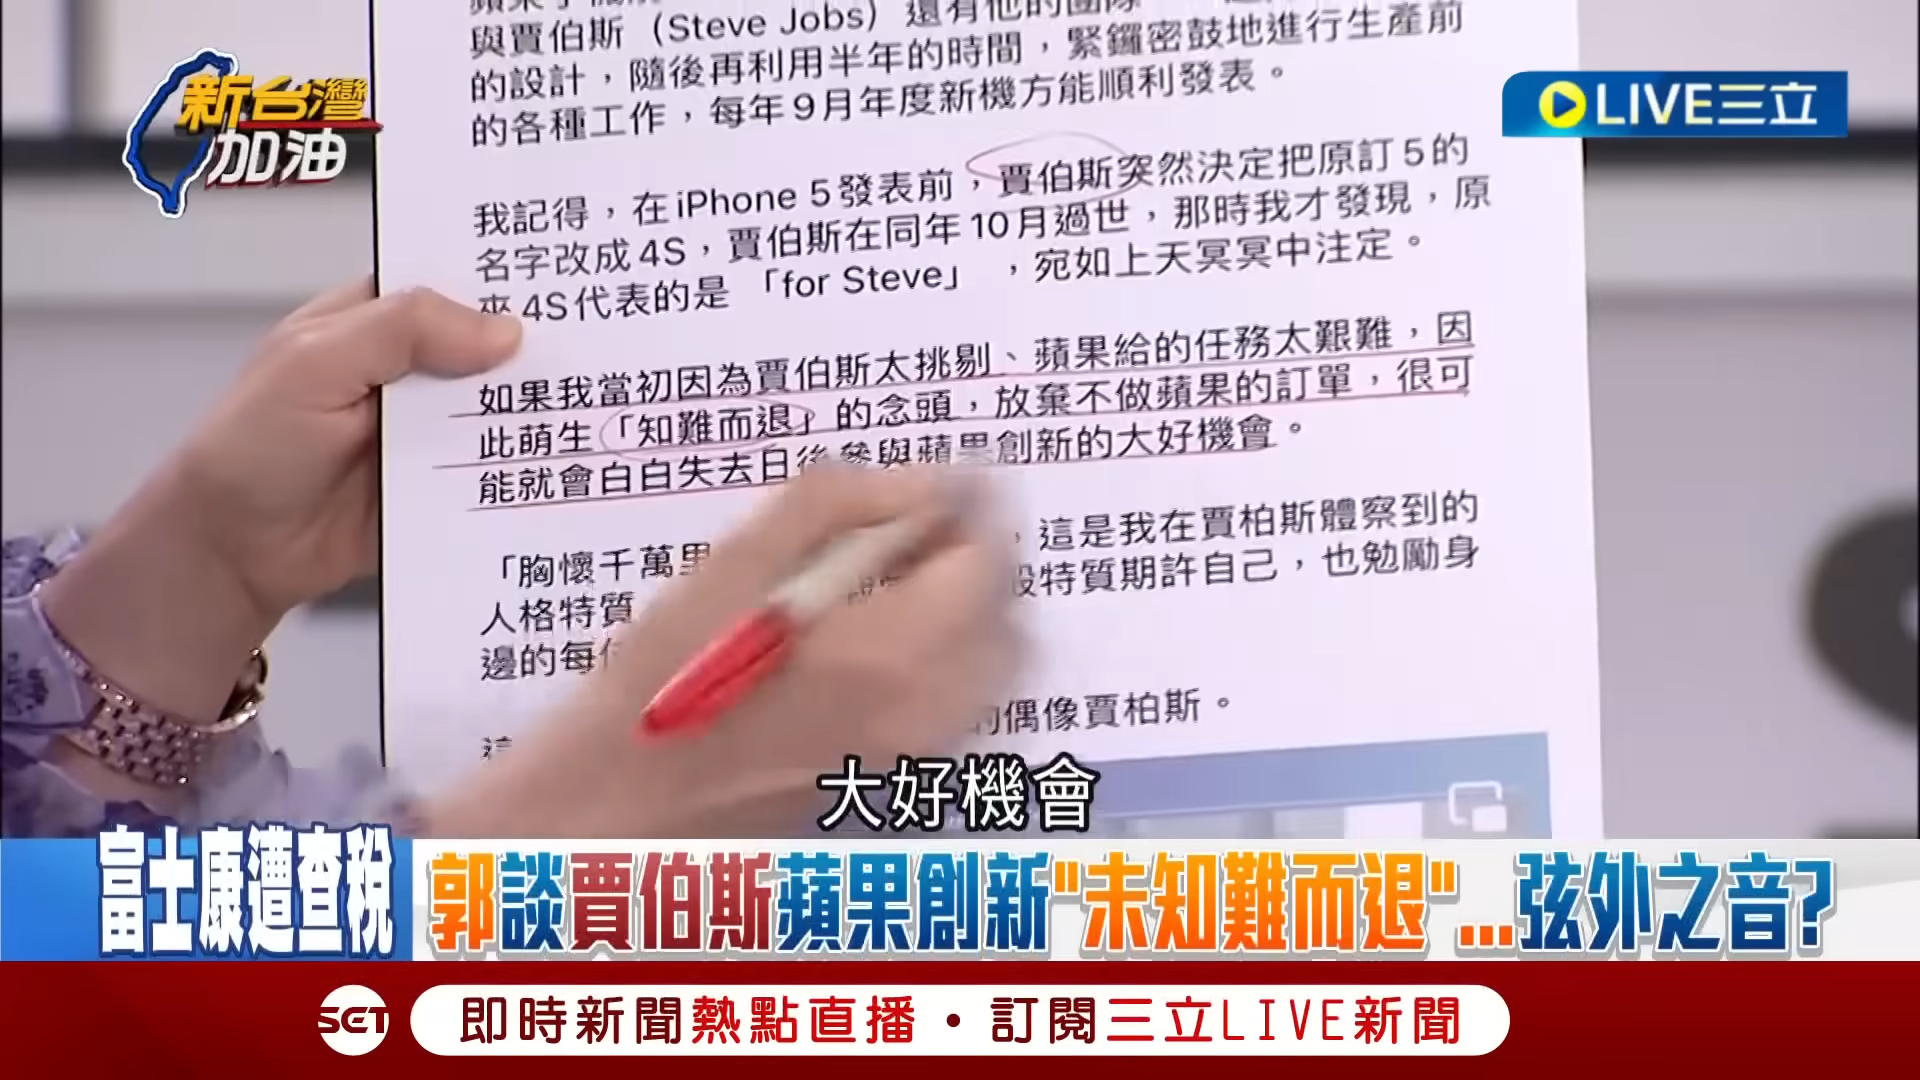 與賈伯斯（Steve Jobs）還有他的團隊
的設計，隨後再利用半年的時間，緊鑼密鼓地進行生產前
的各種工作，每年9月年度新機方能順利發表。
我記得，在iPhone 5發表前，賈伯斯突然決定把原訂5的
名字改成4S，賈伯斯在同年10月過世，那時我才發現，原
來4S代表的是「for Steve」，宛如上天冥冥中注定。
如果我當初因為賈伯斯太挑剔、蘋果給的任務太艱難，因
此萌生「知難而退」的念頭，放棄不做蘋果的訂單，很可
能就會白白失去日後參與蘋果創新的大好機會。
「胸懷千萬里 ，這是我在賈柏斯體察到的
人格特質 特質期許自己，也勉勵身
邊的每
的偶像賈柏斯。
新台灣
加油
LIVE三立
大好機會
富士康遭查稅
郭談賈伯斯蘋果創新"未知難而退"...弦外之音?
SET
即時新聞熱點直播・訂閱三立LIVE新聞